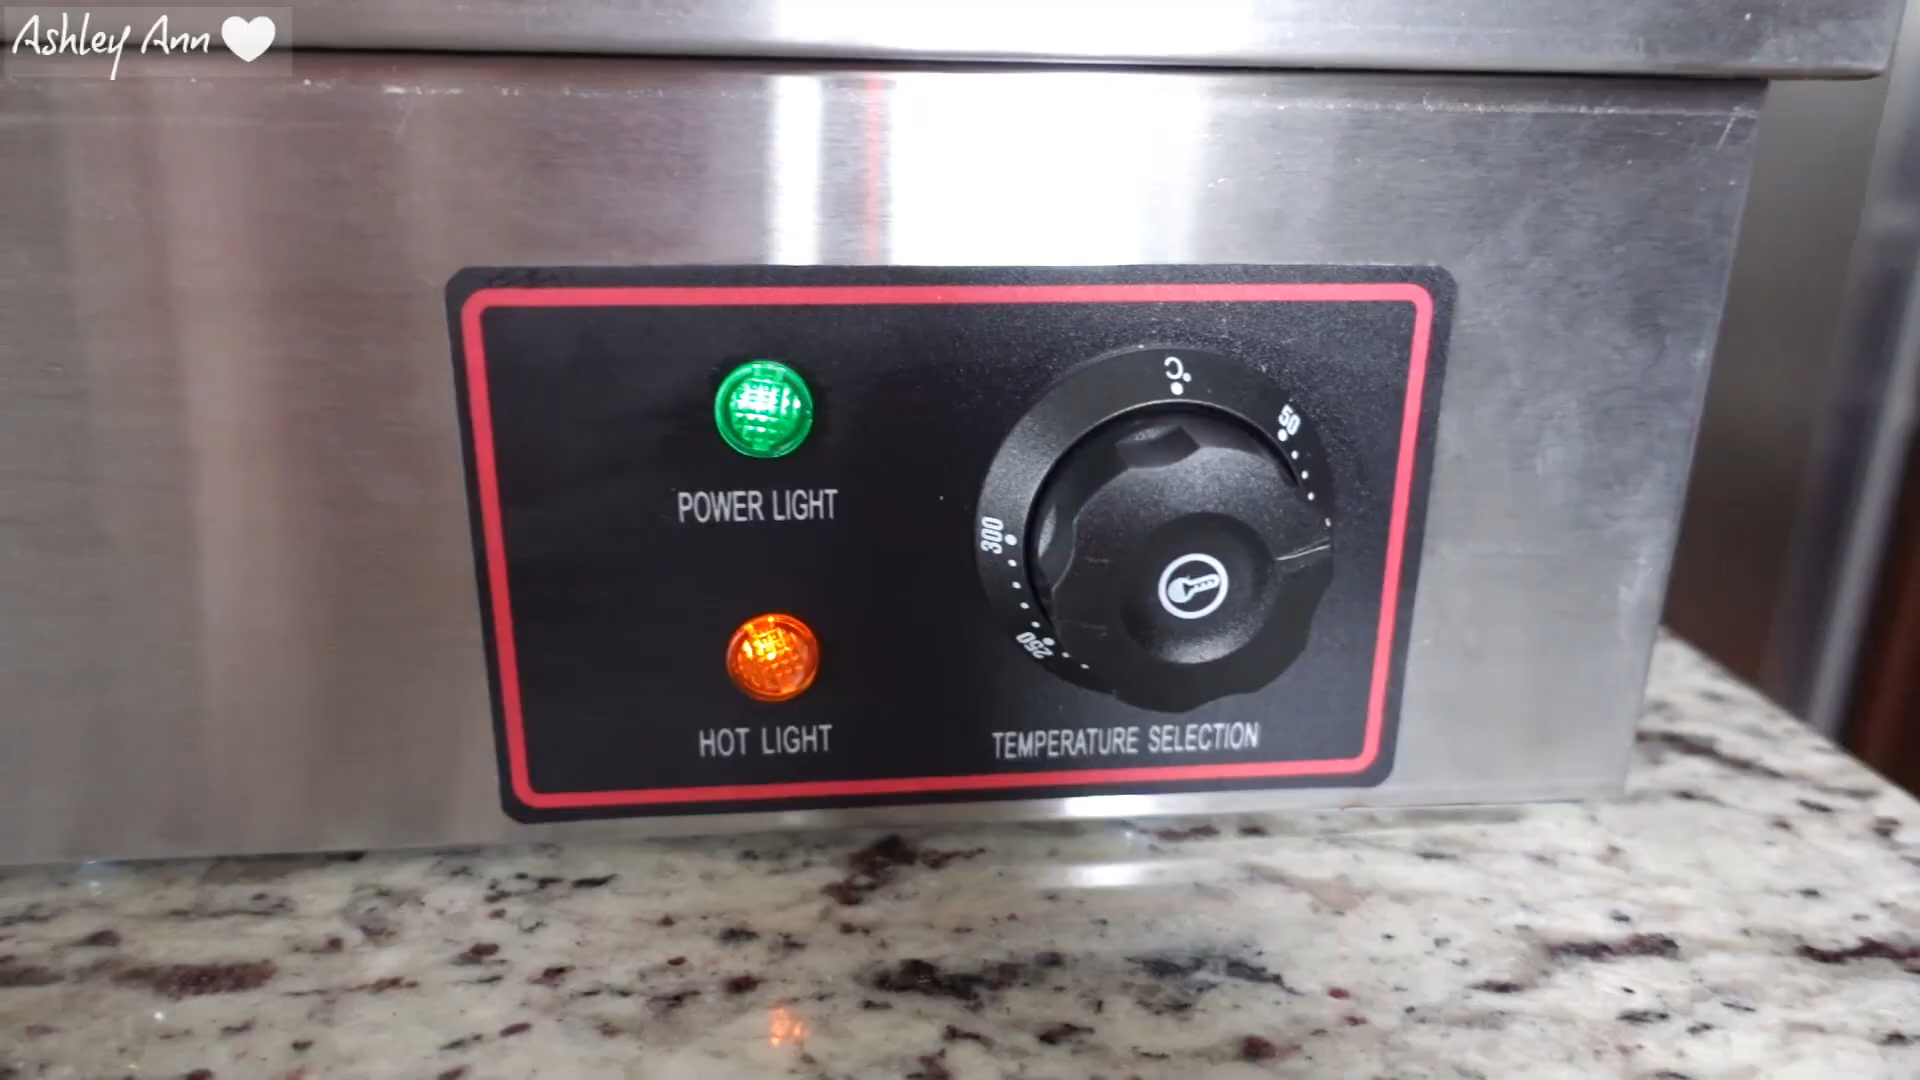 Ashley Ann
°C
50
300
250
POWER LIGHT
HOT LIGHT
TEMPERATURE SELECTION